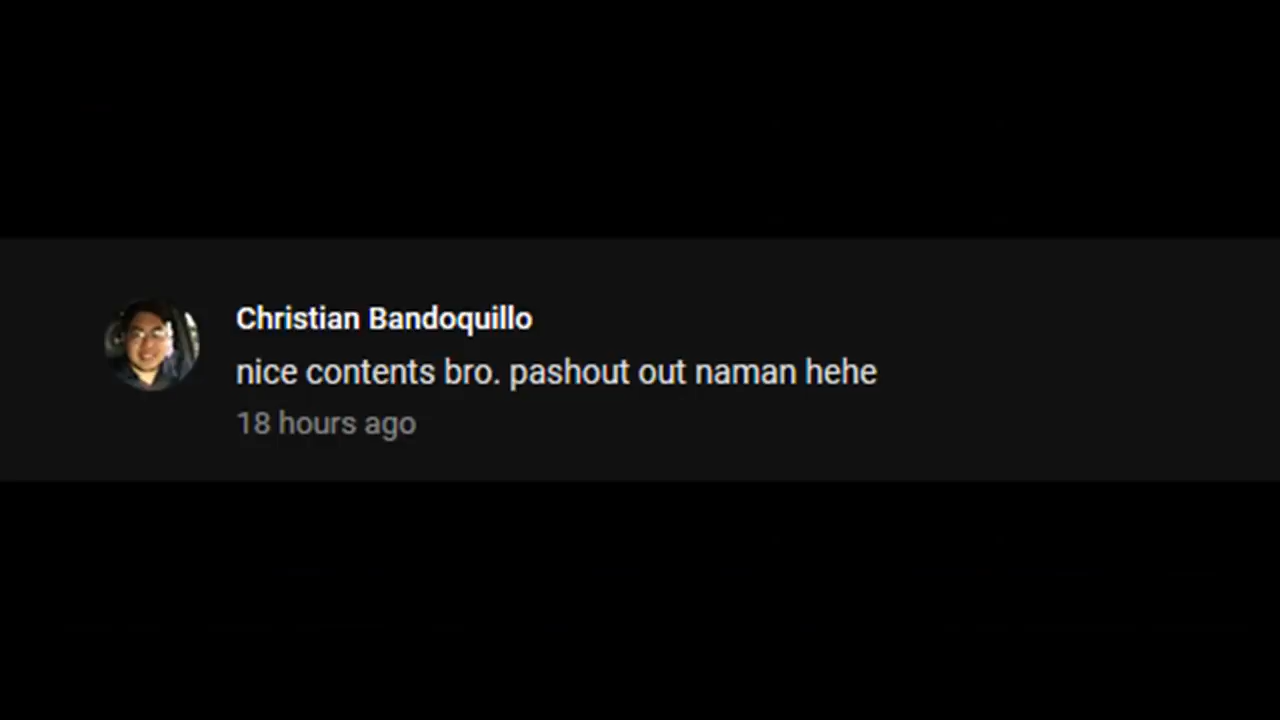 Christian Bandoquillo
nice contents bro. pashout out naman hehe
18 hours ago